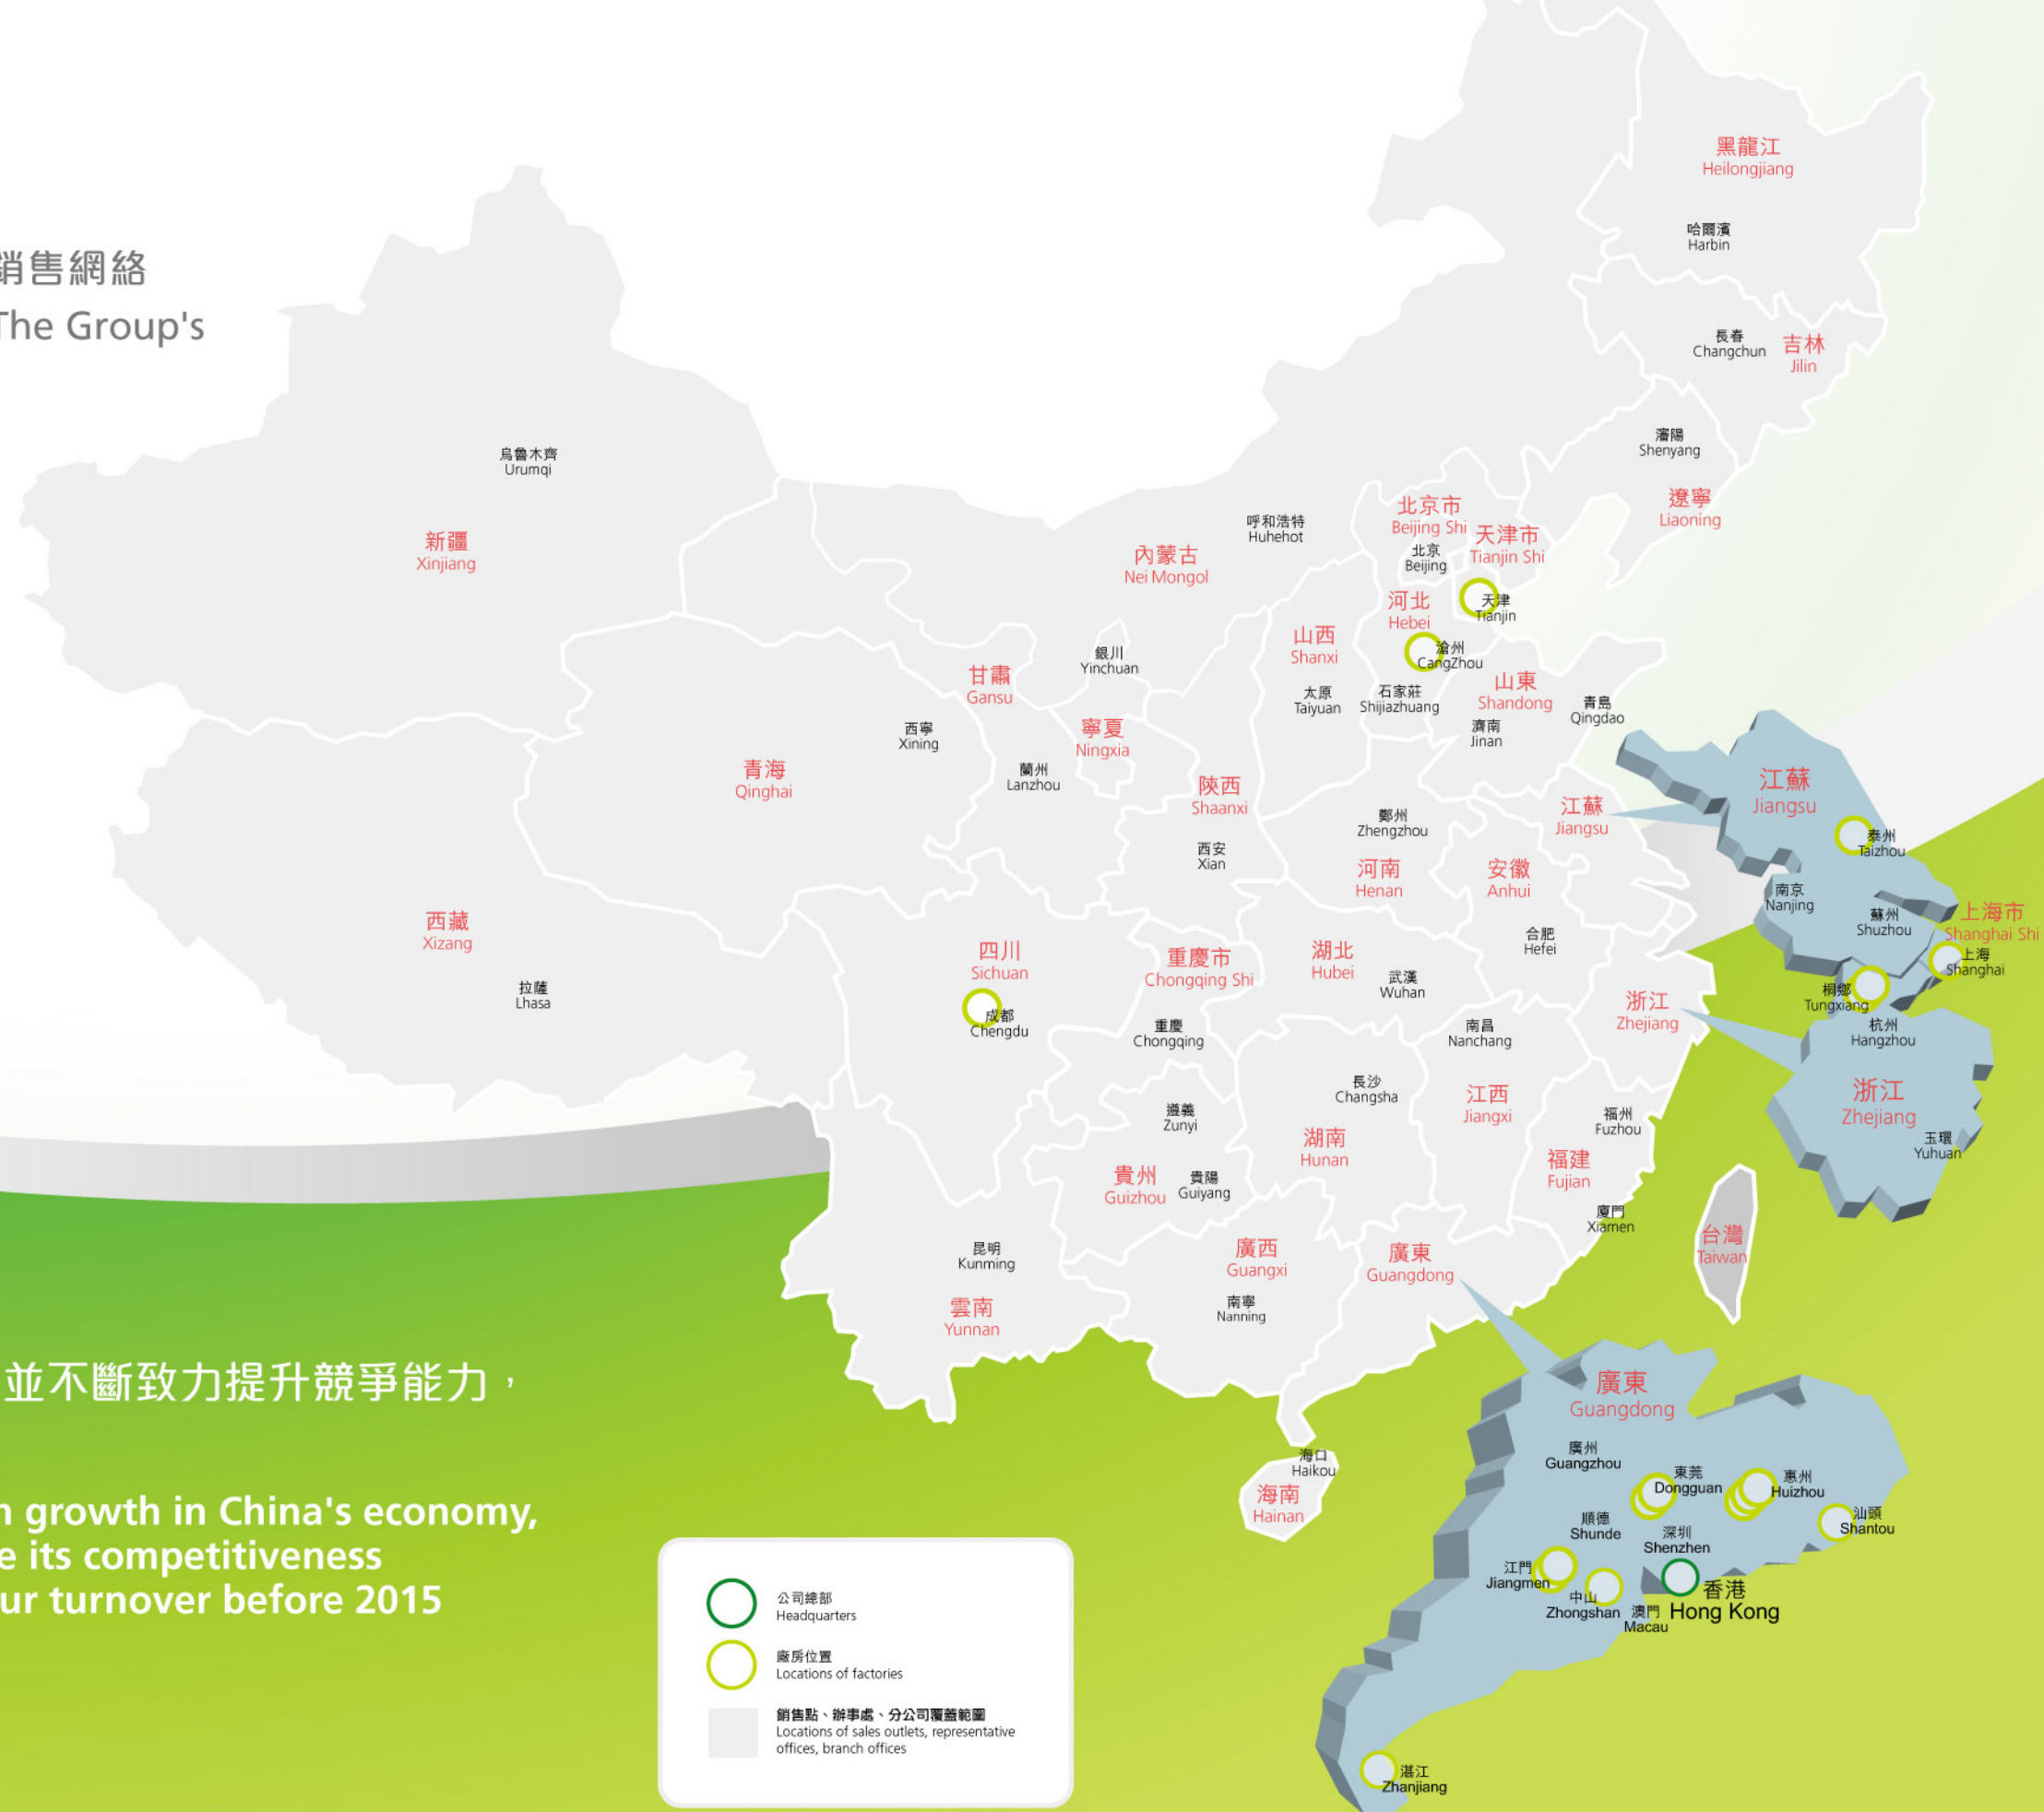 銷售網絡
The Group's
黑龍江
Heilongjiang
哈爾濱
Harbin
長春
Changchun
吉林
Jilin
瀋陽
Shenyang
遼寧
Liaoning
烏魯木齊
Urumqi
新疆
Xinjiang
呼和浩特
Huhehot
內蒙古
Nei Mongol
北京市
Beijing Shi
北京
Beijing
天津市
Tianjin Shi
天津
Tianjin
河北
Hebei
滄州
CangZhou
石家莊
Shijiazhuang
山西
Shanxi
太原
Taiyuan
山東
Shandong
濟南
Jinan
青島
Qingdao
銀川
Yinchuan
甘肅
Gansu
寧夏
Ningxia
西寧
Xining
蘭州
Lanzhou
青海
Qinghai
陝西
Shaanxi
西安
Xian
鄭州
Zhengzhou
河南
Henan
江蘇
Jiangsu
安徽
Anhui
合肥
Hefei
江蘇
Jiangsu
泰州
Taizhou
南京
Nanjing
蘇州
Shuzhou
上海市
Shanghai Shi
上海
Shanghai
桐鄉
Tungxiang
杭州
Hangzhou
浙江
Zhejiang
玉環
Yuhuan
西藏
Xizang
拉薩
Lhasa
四川
Sichuan
成都
Chengdu
重慶市
Chongqing Shi
重慶
Chongqing
湖北
Hubei
武漢
Wuhan
浙江
Zhejiang
南昌
Nanchang
江西
Jiangxi
長沙
Changsha
湖南
Hunan
遵義
Zunyi
貴州
Guizhou
貴陽
Guiyang
福州
Fuzhou
福建
Fujian
廈門
Xiamen
台灣
Taiwan
昆明
Kunming
雲南
Yunnan
廣西
Guangxi
南寧
Nanning
廣東
Guangdong
海口
Haikou
海南
Hainan
廣東
Guangdong
廣州
Guangzhou
東莞
Dongguan
惠州
Huizhou
汕頭
Shantou
順德
Shunde
深圳
Shenzhen
江門
Jiangmen
中山
Zhongshan
澳門
Macau
香港
Hong Kong
湛江
Zhanjiang
並不斷致力提升競爭能力，
n growth in China's economy,
e its competitiveness
ur turnover before 2015
公司總部
Headquarters
廠房位置
Locations of factories
銷售點、辦事處、分公司覆蓋範圍
Locations of sales outlets, representative
offices, branch offices